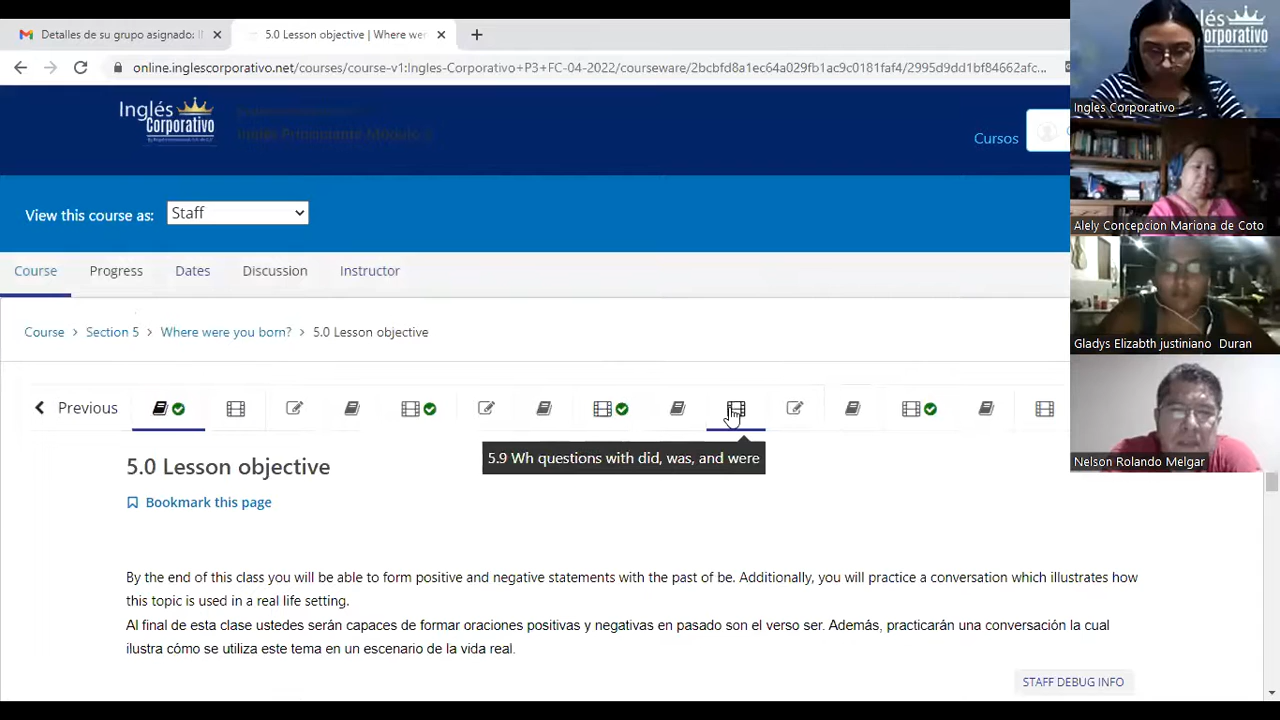 Detalles de su grupo asignado: I
5.0 Lesson objective | Where wer
online.inglescorporativo.net/courses/course-v1:Ingles-Corporativo+P3+FC-04-2022/courseware/2bcbfd8a1ec64a029fb1ac9c0181faf4/2995d9dd1bf84662afc...
Inglés
Corporativo
Cursos
View this course as:
Staff
Course
Progress
Dates
Discussion
Instructor
Course > Section 5 > Where were you born? > 5.0 Lesson objective
Previous
5.9 Wh questions with did, was, and were
5.0 Lesson objective
Bookmark this page
By the end of this class you will be able to form positive and negative statements with the past of be. Additionally, you will practice a conversation which illustrates how
this topic is used in a real life setting.
Al final de esta clase ustedes serán capaces de formar oraciones positivas y negativas en pasado son el verso ser. Además, practicarán una conversación la cual
ilustra cómo se utiliza este tema en un escenario de la vida real.
STAFF DEBUG INFO
Ingles Corporativo
Alely Concepcion Mariona de Coto
Gladys Elizabth justiniano Duran
Nelson Rolando Melgar